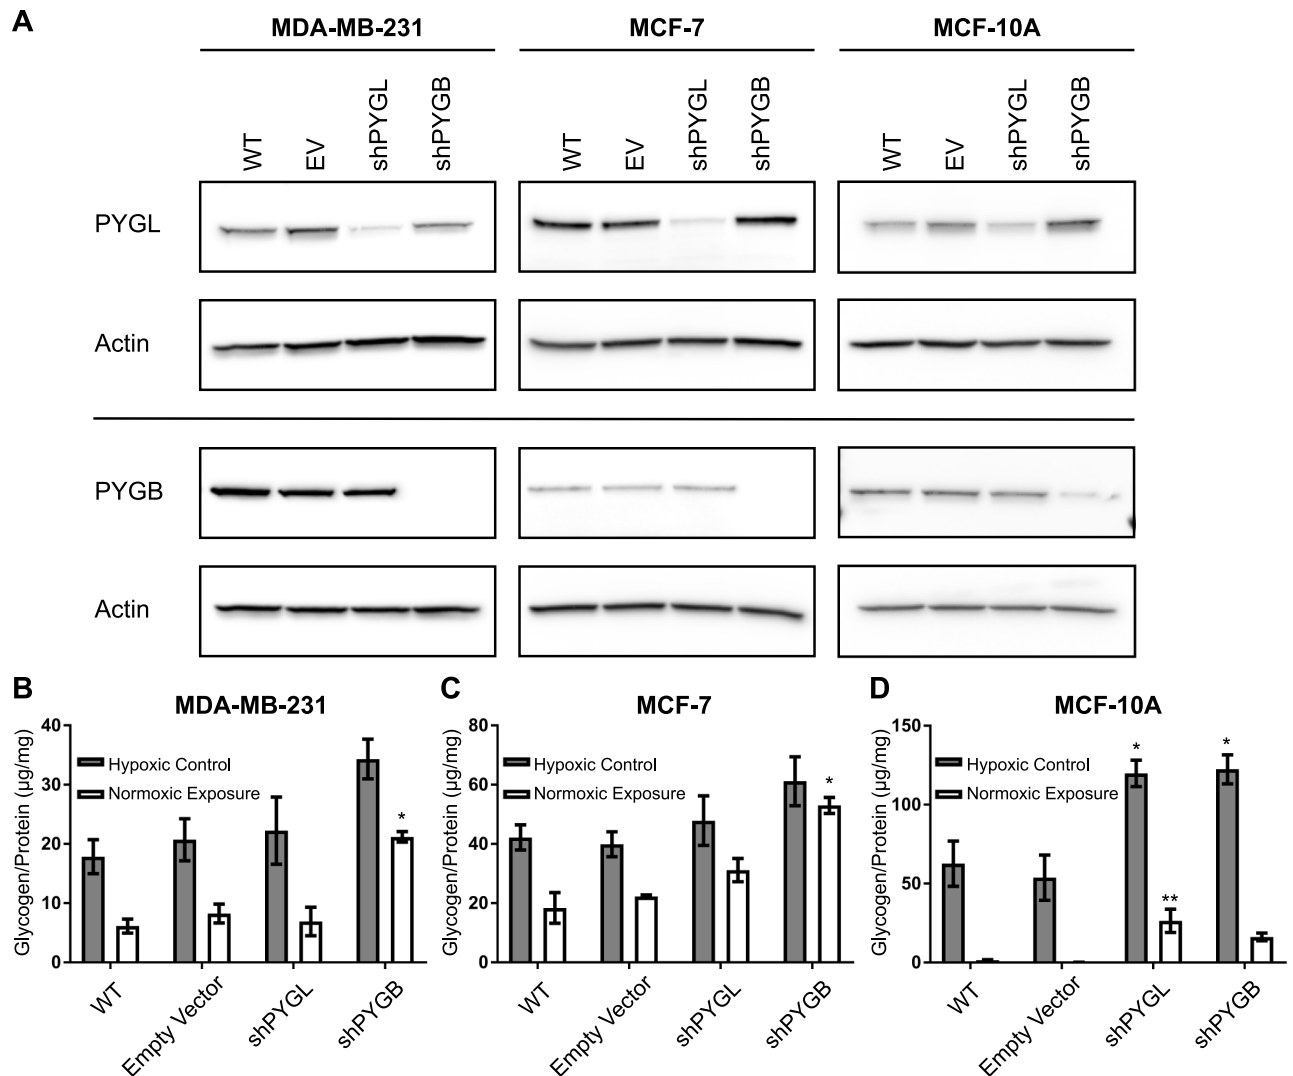 A
MDA-MB-231 MCF-7 MCF-10A
WT EV shPYGL shPYGB WT EV shPYGL shPYGB WT EV shPYGL shPYGB
PYGL
Actin
PYGB
Actin
B MDA-MB-231
Glycogen/Protein (µg/mg)
40
30
20
10
0
Hypoxic Control
Normoxic Exposure
*
WT Empty Vector shPYGL shPYGB
C MCF-7
Glycogen/Protein (µg/mg)
80
60
40
20
0
Hypoxic Control
Normoxic Exposure
*
WT Empty Vector shPYGL shPYGB
D MCF-10A
Glycogen/Protein (µg/mg)
150
100
50
0
Hypoxic Control
Normoxic Exposure
* *
**
WT Empty Vector shPYGL shPYGB